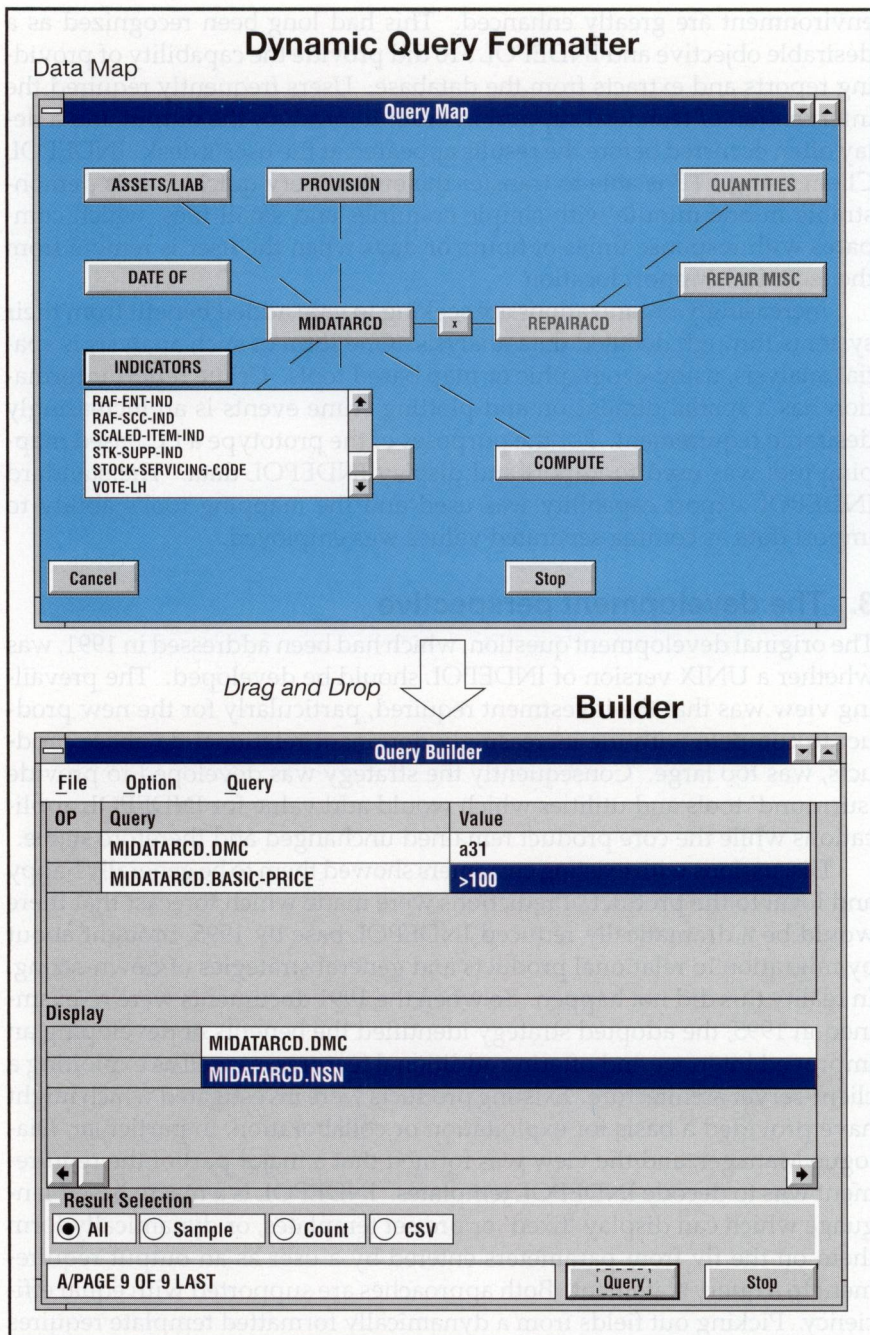 Dynamic Query Formatter
Data Map
Query Map
ASSETS/LIAB PROVISION QUANTITIES
DATE OF REPAIR MISC
MIDATARCD x REPAIRACD
INDICATORS
RAF-ENT-IND
RAF-SCC-IND
SCALED-ITEM-IND
STK-SUPP-IND
STOCK-SERVICING-CODE
VOTE-LH
COMPUTE
Cancel Stop
Drag and Drop
Builder
Query Builder
File Option Query
OP Query Value
MIDATARCD.DMC a31
MIDATARCD.BASIC-PRICE >100
Display
MIDATARCD.DMC
MIDATARCD.NSN
Result Selection
All Sample Count CSV
A/PAGE 9 OF 9 LAST Query Stop